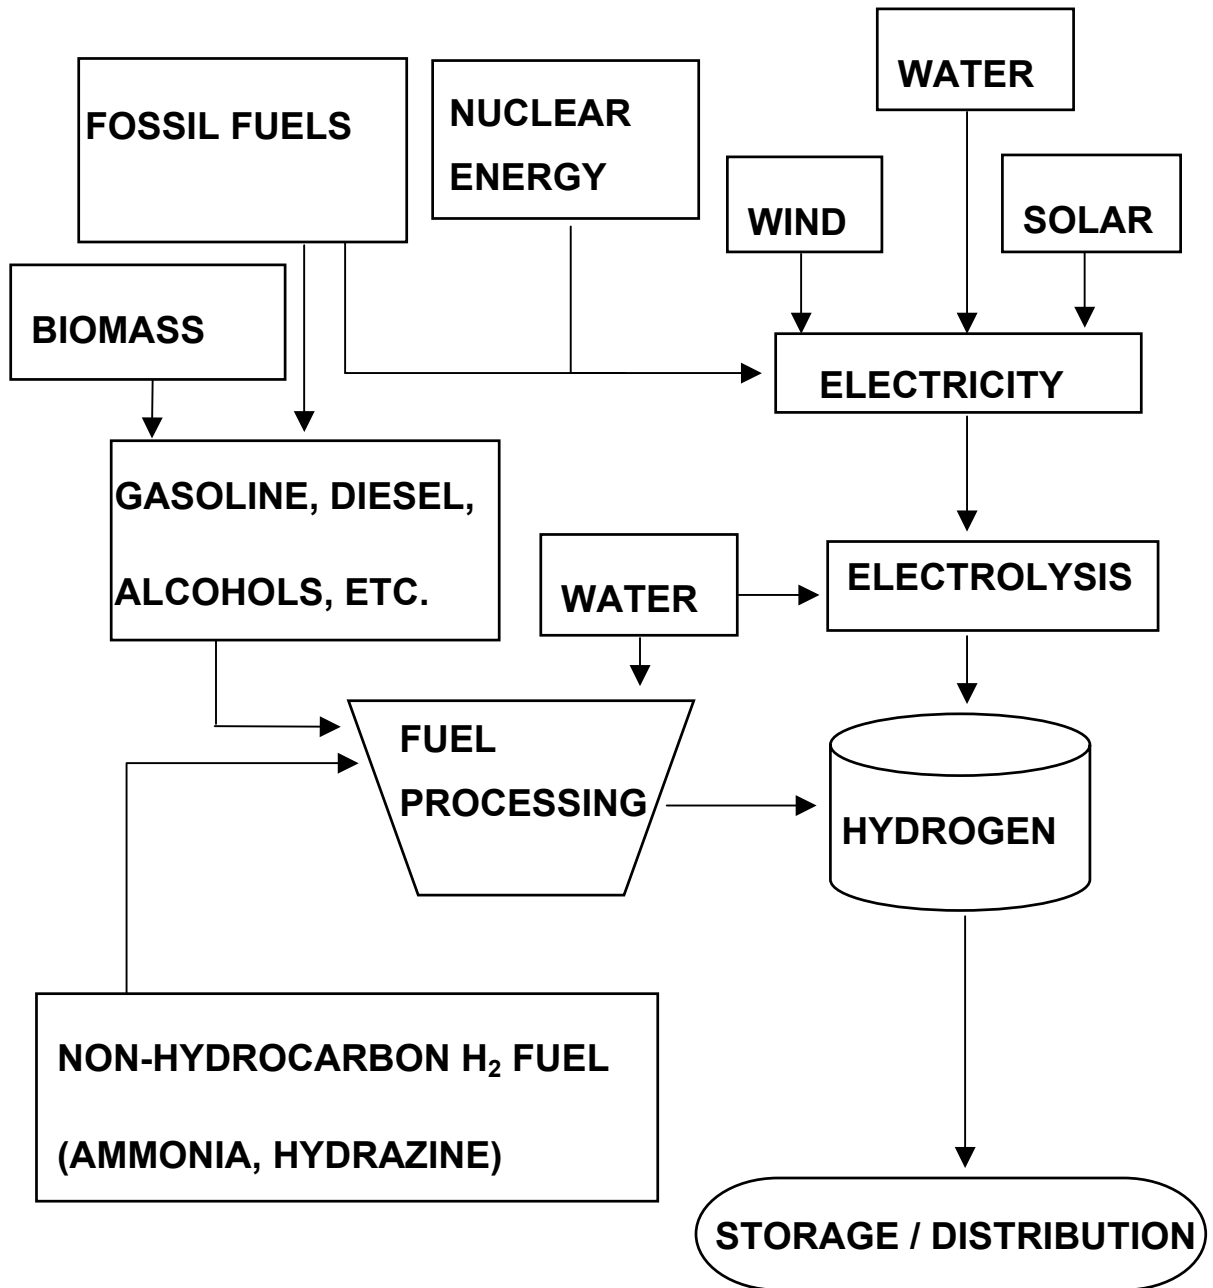 WATER
FOSSIL FUELS
NUCLEAR
ENERGY
WIND
SOLAR
BIOMASS
ELECTRICITY
GASOLINE, DIESEL,
ALCOHOLS, ETC.
WATER
ELECTROLYSIS
FUEL
PROCESSING
HYDROGEN
NON-HYDROCARBON H₂ FUEL
(AMMONIA, HYDRAZINE)
STORAGE / DISTRIBUTION